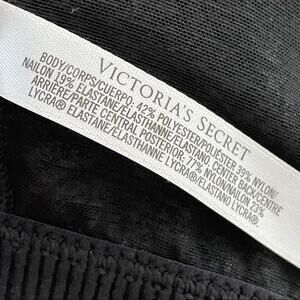 VICTORIA'S SECRET
BODY/CORPS/CUERPO: 42% POLYESTER/POLIESTER 39% NYLON/
NAILON 19% ELASTANE/ELASTHANNE/ELASTANO CENTER BACK/CENTRE
ARRIÈRE/PARTE CENTRAL POSTERIOR: 77% NYLON/NAILON 23%
LYCRA® ELASTANE/ELASTHANNE LYCRA®/ELASTANO LYCRA®.